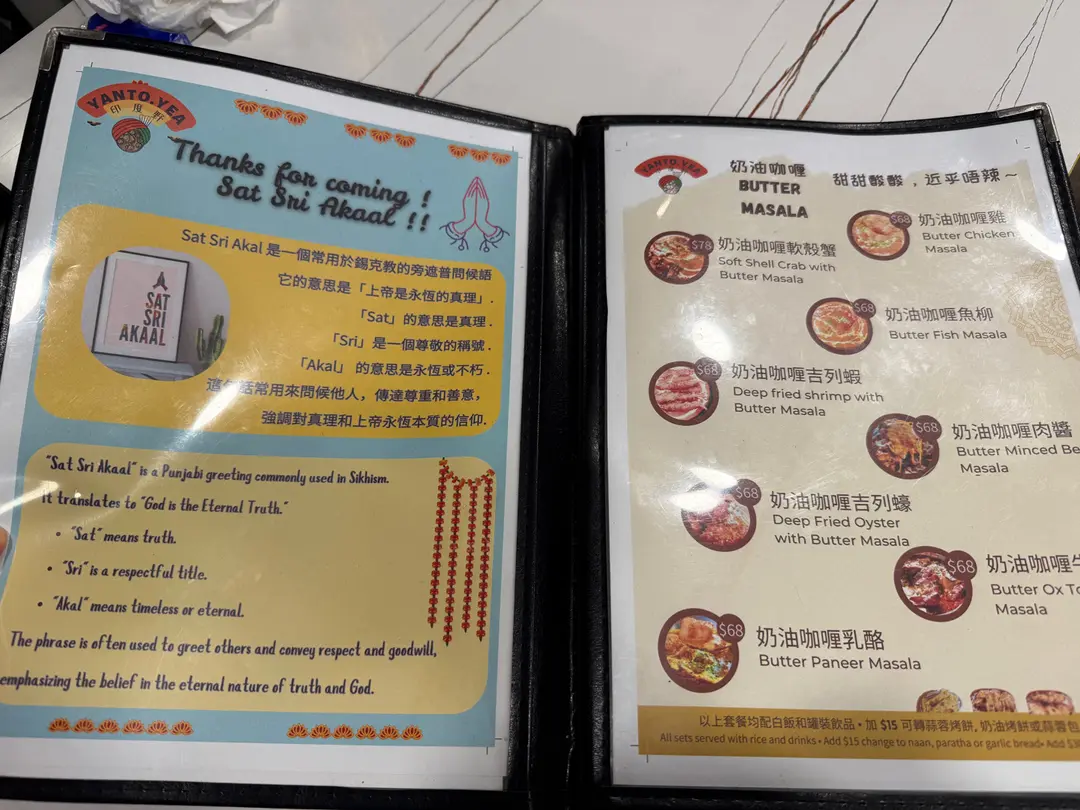 YANTO.YEA
印度軒
Thanks for coming !
Sat Sri Akaal !!
Sat Sri Akal 是一個常用於錫克教的旁遮普問候語
它的意思是「上帝是永恆的真理」.
「Sat」的意思是真理.
「Sri」是一個尊敬的稱號.
「Akal」 的意思是永恆或不朽.
這句話常用來問候他人，傳達尊重和善意，
強調對真理和上帝永恆本質的信仰.
SAT
SRI
AKAAL
"Sat Sri Akaal" is a Punjabi greeting commonly used in Sikhism.
It translates to "God is the Eternal Truth."
• "Sat" means truth.
• "Sri" is a respectful title.
• "Akal" means timeless or eternal.
The phrase is often used to greet others and convey respect and goodwill,
emphasizing the belief in the eternal nature of truth and God.
YANTO.YEA
奶油咖喱
BUTTER
MASALA
甜甜酸酸，近乎唔辣～
$78
奶油咖喱軟殼蟹
Soft Shell Crab with
Butter Masala
$68
奶油咖喱雞
Butter Chicken
Masala
$68
奶油咖喱魚柳
Butter Fish Masala
$68
奶油咖喱吉列蝦
Deep fried shrimp with
Butter Masala
$68
奶油咖喱肉醬
Butter Minced Be
Masala
$68
奶油咖喱吉列蠔
Deep Fried Oyster
with Butter Masala
$68
奶油咖喱牛
Butter Ox To
Masala
$68
奶油咖喱乳酪
Butter Paneer Masala
以上套餐均配白飯和罐裝飲品・加 $15 可轉蒜蓉烤餅, 奶油烤餅或蒜蓉包
All sets served with rice and drinks • Add $15 change to naan, paratha or garlic bread • Add $3